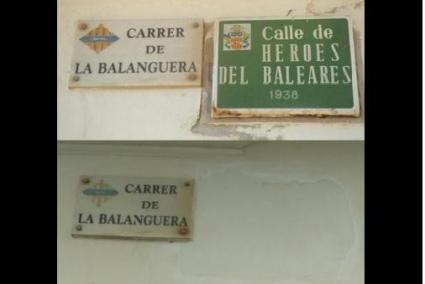 CARRER
DE
LA BALANGUERA
Calle de
HEROES
DEL BALEARES
1938
CARRER
DE
LA BALANGUERA